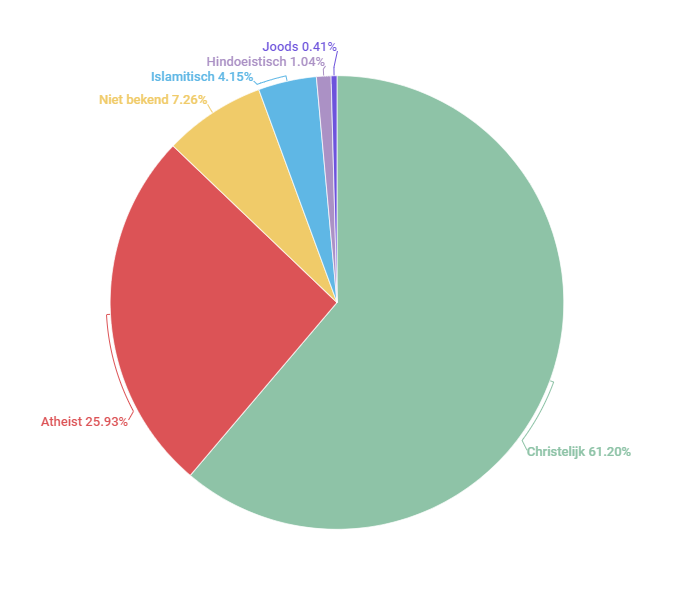 Joods 0.41%
Hindoeistisch 1.04%
Islamitisch 4.15%
Niet bekend 7.26%
Atheist 25.93%
Christelijk 61.20%